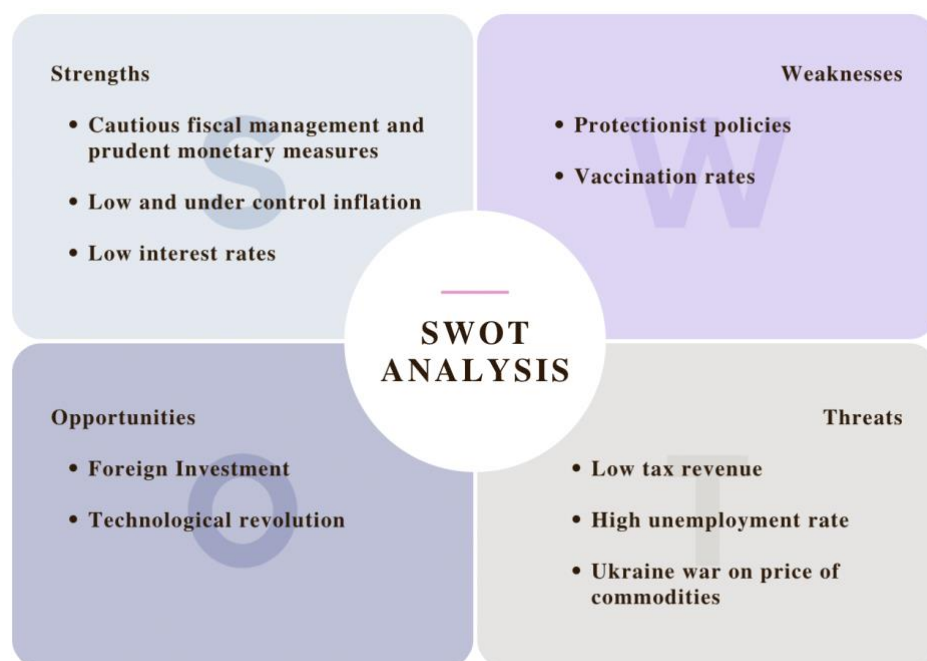 Strengths
• Cautious fiscal management and
prudent monetary measures
• Low and under control inflation
• Low interest rates
S
Weaknesses
• Protectionist policies
• Vaccination rates
W
SWOT
ANALYSIS
Opportunities
• Foreign Investment
• Technological revolution
O
Threats
• Low tax revenue
• High unemployment rate
• Ukraine war on price of
commodities
T